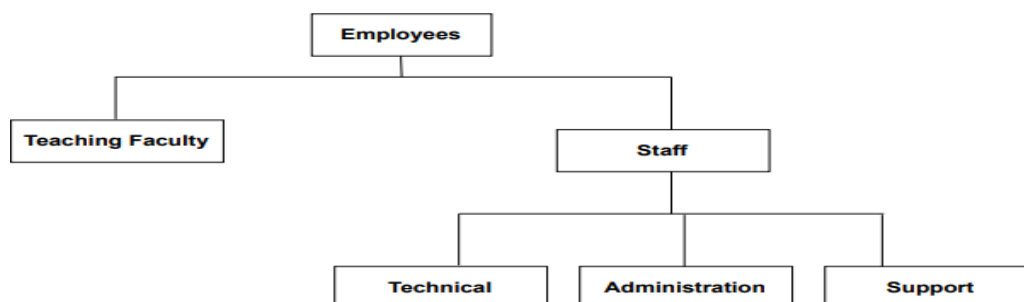 Employees
Teaching Faculty
Staff
Technical
Administration
Support